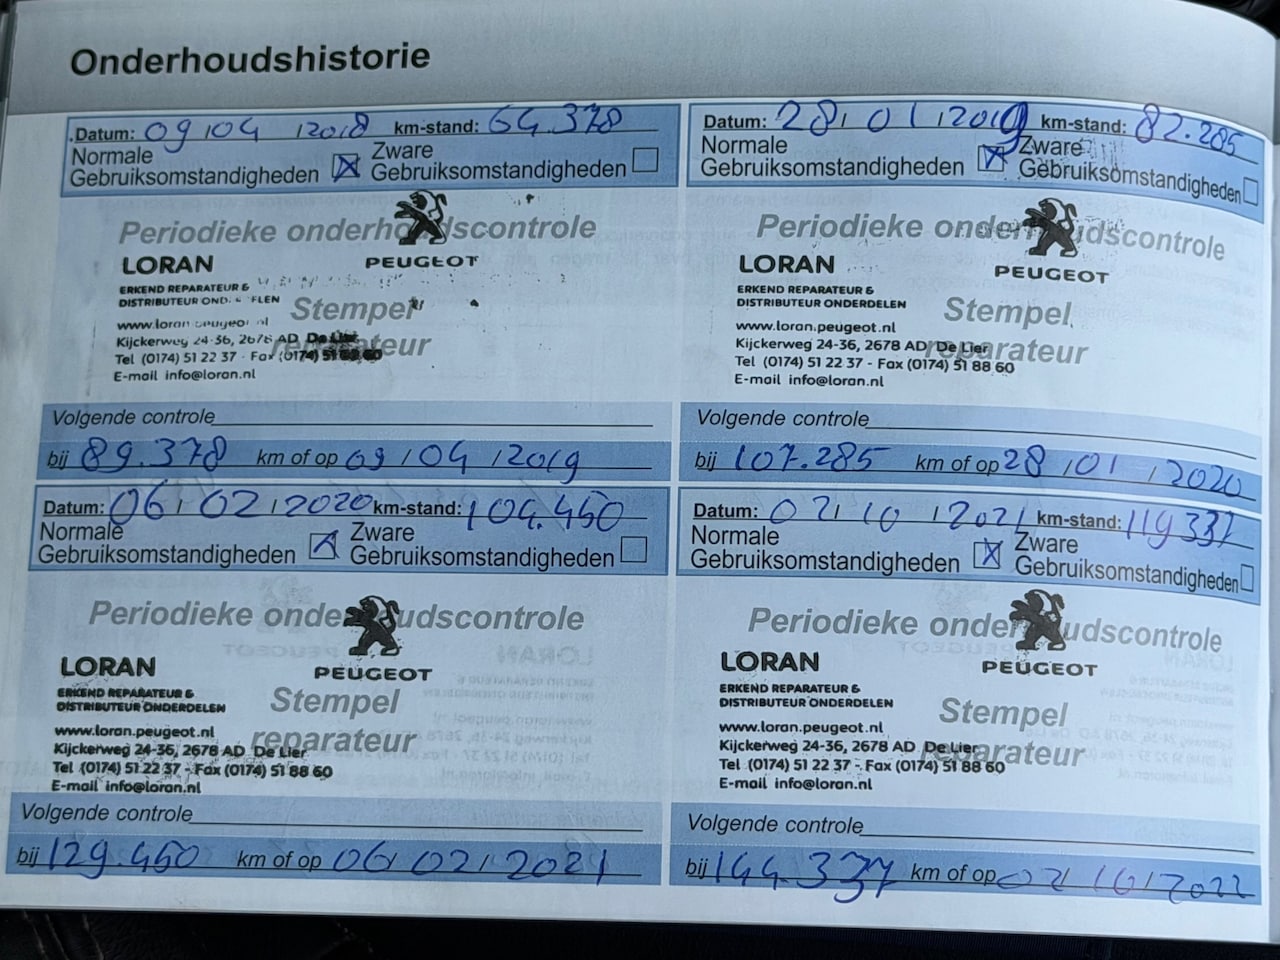 Onderhoudshistorie
Datum: 09/04/2018 km-stand: 64.378
Normale Gebruiksomstandigheden ☒ Zware Gebruiksomstandigheden ☐
Periodieke onderhoudscontrole
PEUGEOT
LORAN
ERKEND REPARATEUR &
DISTRIBUTEUR OND. FLEN
Stempel
www.loran.peugeot.nl
reparateur
Kijckerweg 24-36, 2678 AD De Lier
Tel (0174) 51 22 37 - Fax (0174) 51 88 60
E-mail info@loran.nl
Volgende controle
bij 89.378 km of op 09/04/2019
Datum: 28/01/2019 km-stand: 82.285
Normale Gebruiksomstandigheden ☒ Zware Gebruiksomstandigheden ☐
Periodieke onderhoudscontrole
PEUGEOT
LORAN
ERKEND REPARATEUR &
DISTRIBUTEUR ONDERDELEN
Stempel
www.loran.peugeot.nl
reparateur
Kijckerweg 24-36, 2678 AD De Lier
Tel (0174) 51 22 37 - Fax (0174) 51 88 60
E-mail info@loran.nl
Volgende controle
bij 107.285 km of op 28/01/2020
Datum: 06/02/2020 km-stand: 104.450
Normale Gebruiksomstandigheden ☒ Zware Gebruiksomstandigheden ☐
Periodieke onderhoudscontrole
PEUGEOT
LORAN
ERKEND REPARATEUR &
DISTRIBUTEUR ONDERDELEN
Stempel
www.loran.peugeot.nl
reparateur
Kijckerweg 24-36, 2678 AD De Lier
Tel (0174) 51 22 37 - Fax (0174) 51 88 60
E-mail info@loran.nl
Volgende controle
bij 129.450 km of op 06/02/2021
Datum: 07/10/2021 km-stand: 119337
Normale Gebruiksomstandigheden ☒ Zware Gebruiksomstandigheden ☐
Periodieke onderhoudscontrole
PEUGEOT
LORAN
ERKEND REPARATEUR &
DISTRIBUTEUR ONDERDELEN
Stempel
www.loran.peugeot.nl
reparateur
Kijckerweg 24-36, 2678 AD De Lier
Tel (0174) 51 22 37 - Fax (0174) 51 88 60
E-mail info@loran.nl
Volgende controle
bij 144.337 km of op 07/10/2022